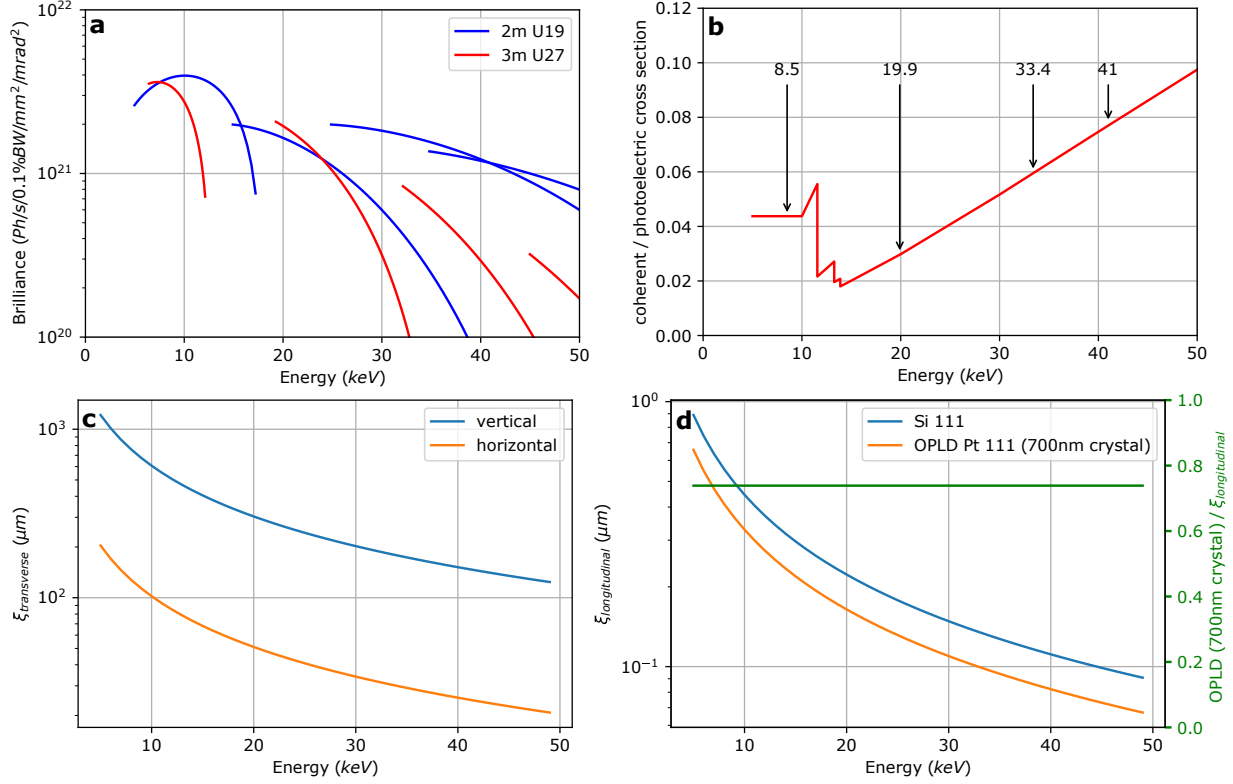 a
2m U19
3m U27
10^22
10^21
10^20
Brilliance (Ph/s/0.1%BW/mm^2/mrad^2)
0 10 20 30 40 50
Energy (keV)
b
8.5 19.9 33.4 41
0.12
0.10
0.08
0.06
0.04
0.02
0.00
coherent / photoelectric cross section
0 10 20 30 40 50
Energy (keV)
c
vertical
horizontal
10^3
10^2
ξ_transverse (μm)
10 20 30 40 50
Energy (keV)
d
Si 111
OPLD Pt 111 (700nm crystal)
10^0
10^−1
ξ_longitudinal (μm)
1.0
0.8
0.6
0.4
0.2
0.0
OPLD (700nm crystal) / ξ_longitudinal
10 20 30 40 50
Energy (keV)